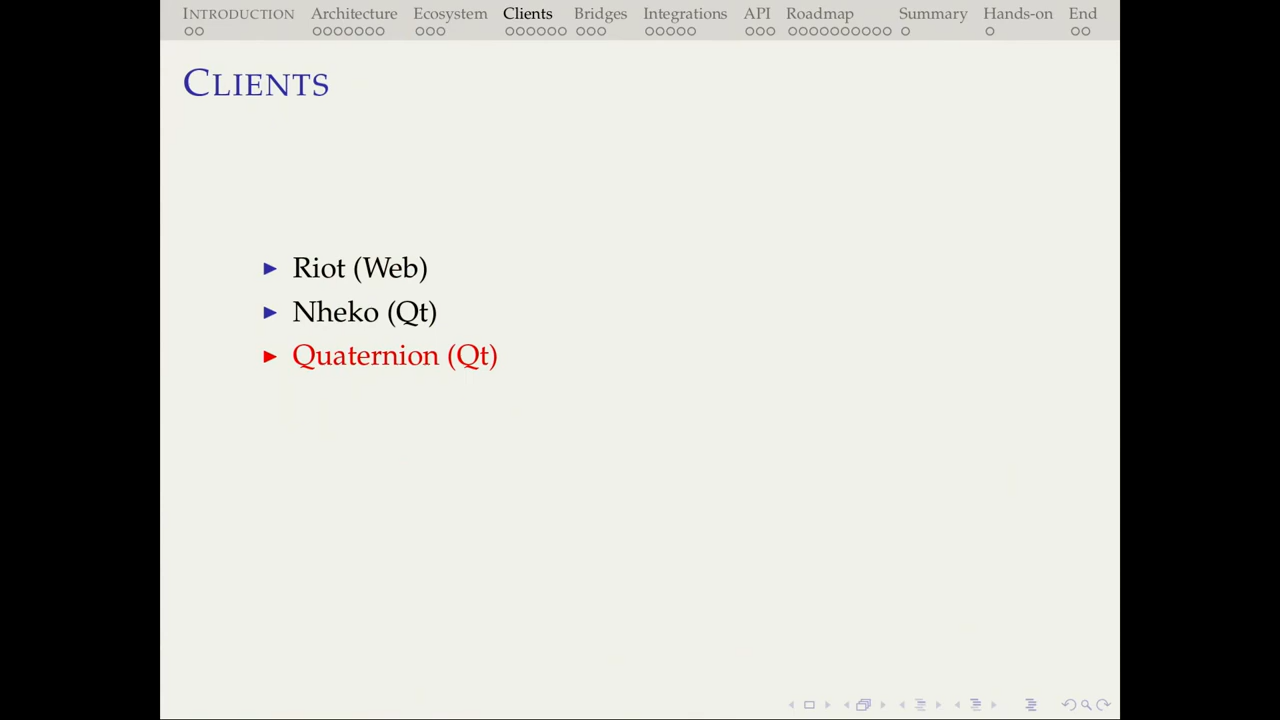 INTRODUCTION Architecture Ecosystem Clients Bridges Integrations API Roadmap Summary Hands-on End
CLIENTS
Riot (Web)
Nheko (Qt)
Quaternion (Qt)